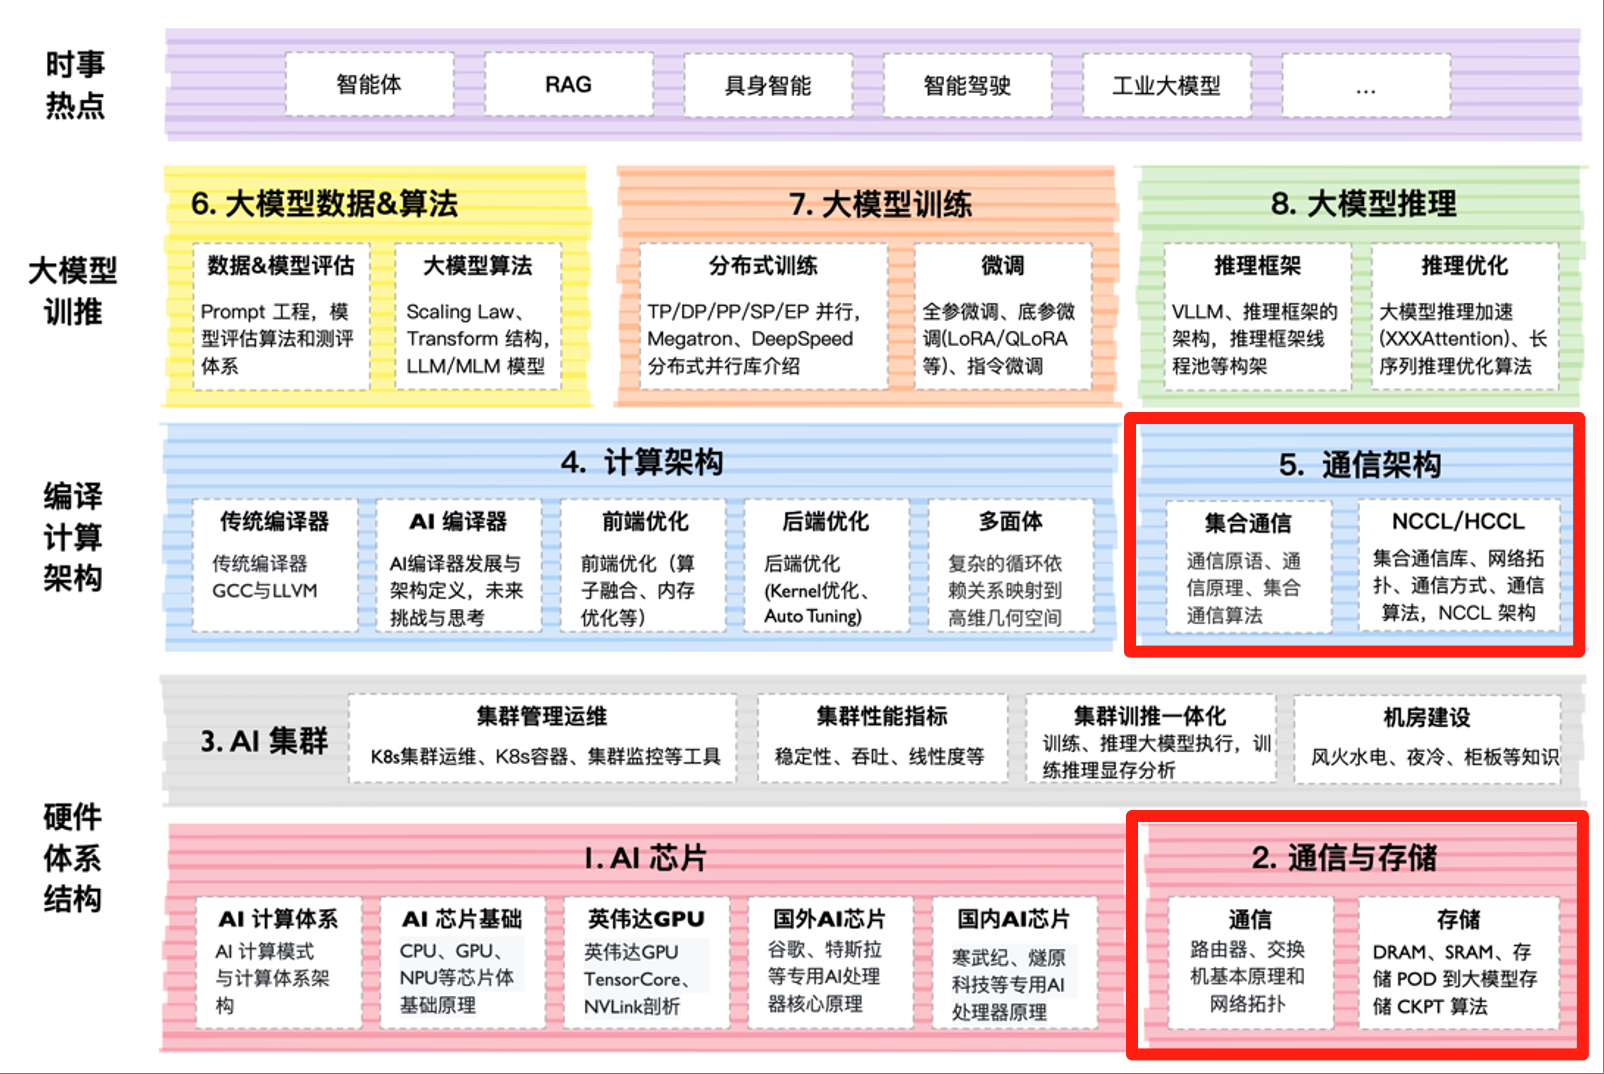 时事
热点
智能体
RAG
具身智能
智能驾驶
工业大模型
...
大模型
训推
6. 大模型数据&算法
数据&模型评估
Prompt 工程，模
型评估算法和测评
体系
大模型算法
Scaling Law、
Transform 结构，
LLM/MLM 模型
7. 大模型训练
分布式训练
TP/DP/PP/SP/EP 并行，
Megatron、DeepSpeed
分布式并行库介绍
微调
全参微调、底参微
调(LoRA/QLoRA
等)、指令微调
8. 大模型推理
推理框架
VLLM、推理框架的
架构，推理框架线
程池等构架
推理优化
大模型推理加速
(XXXAttention)、长
序列推理优化算法
编译
计算
架构
4. 计算架构
传统编译器
传统编译器
GCC与LLVM
AI 编译器
AI编译器发展与
架构定义，未来
挑战与思考
前端优化
前端优化（算
子融合、内存
优化等）
后端优化
后端优化
(Kernel优化、
Auto Tuning)
多面体
复杂的循环依
赖关系映射到
高维几何空间
5. 通信架构
集合通信
通信原语、通
信原理、集合
通信算法
NCCL/HCCL
集合通信库、网络拓
扑、通信方式、通信
算法，NCCL 架构
硬件
体系
结构
3. AI 集群
集群管理运维
K8s集群运维、K8s容器、集群监控等工具
集群性能指标
稳定性、吞吐、线性度等
集群训推一体化
训练、推理大模型执行，训
练推理显存分析
机房建设
风火水电、夜冷、柜板等知识
1. AI 芯片
AI 计算体系
AI 计算模式
与计算体系架
构
AI 芯片基础
CPU、GPU、
NPU等芯片体
基础原理
英伟达GPU
英伟达GPU
TensorCore、
NVLink剖析
国外AI芯片
谷歌、特斯拉
等专用AI处理
器核心原理
国内AI芯片
寒武纪、燧原
科技等专用AI
处理器原理
2. 通信与存储
通信
路由器、交换
机基本原理和
网络拓扑
存储
DRAM、SRAM、存
储 POD 到大模型存
储 CKPT 算法